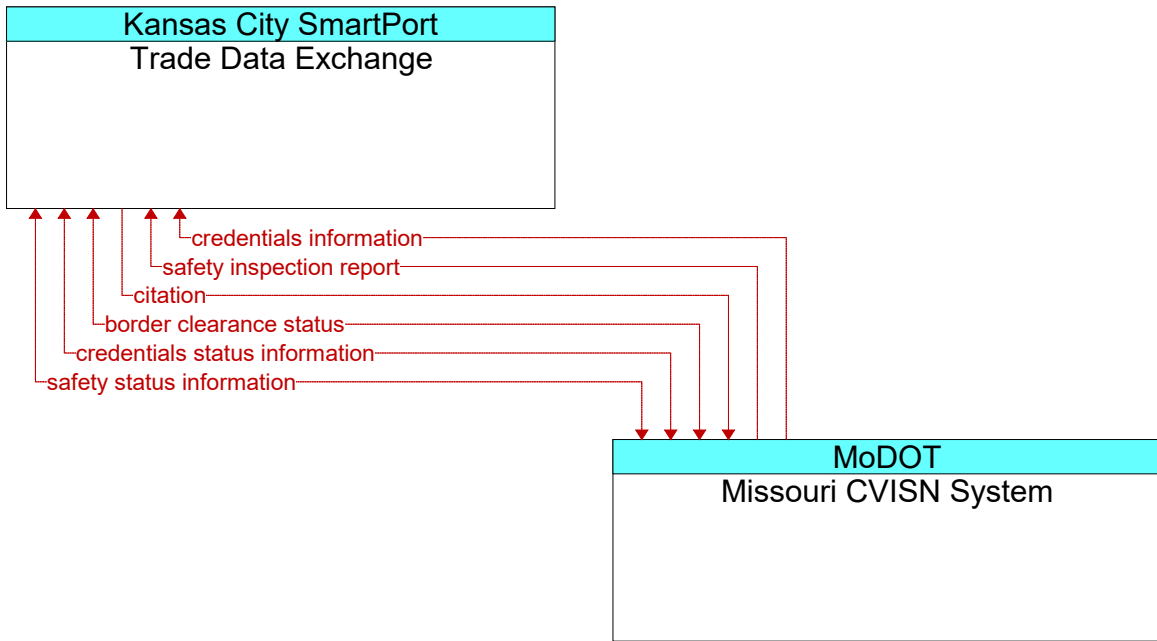 Kansas City SmartPort
Trade Data Exchange
credentials information
safety inspection report
citation
border clearance status
credentials status information
safety status information
MoDOT
Missouri CVISN System